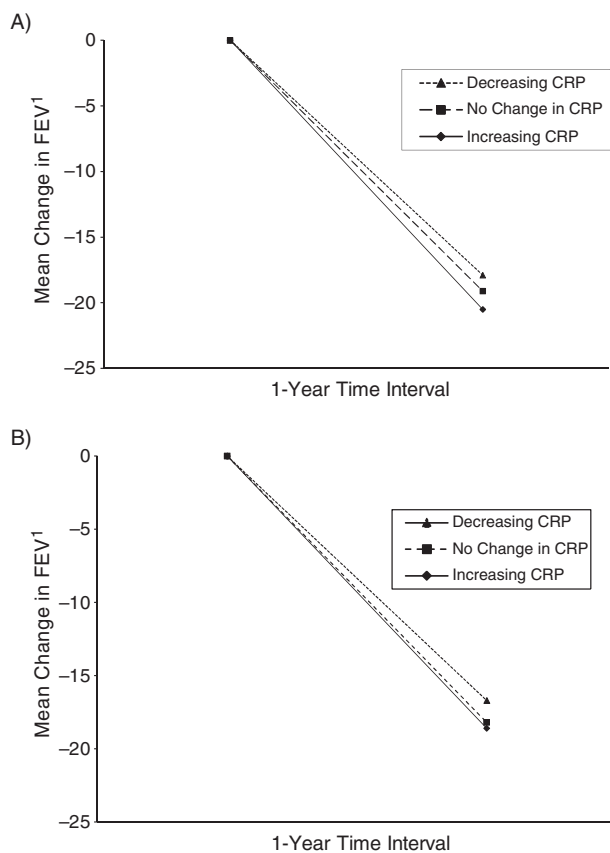 A)
0
−5
−10
−15
−20
−25
Mean Change in FEV¹
Decreasing CRP
No Change in CRP
Increasing CRP
1-Year Time Interval
B)
0
−5
−10
−15
−20
−25
Mean Change in FEV¹
Decreasing CRP
No Change in CRP
Increasing CRP
1-Year Time Interval